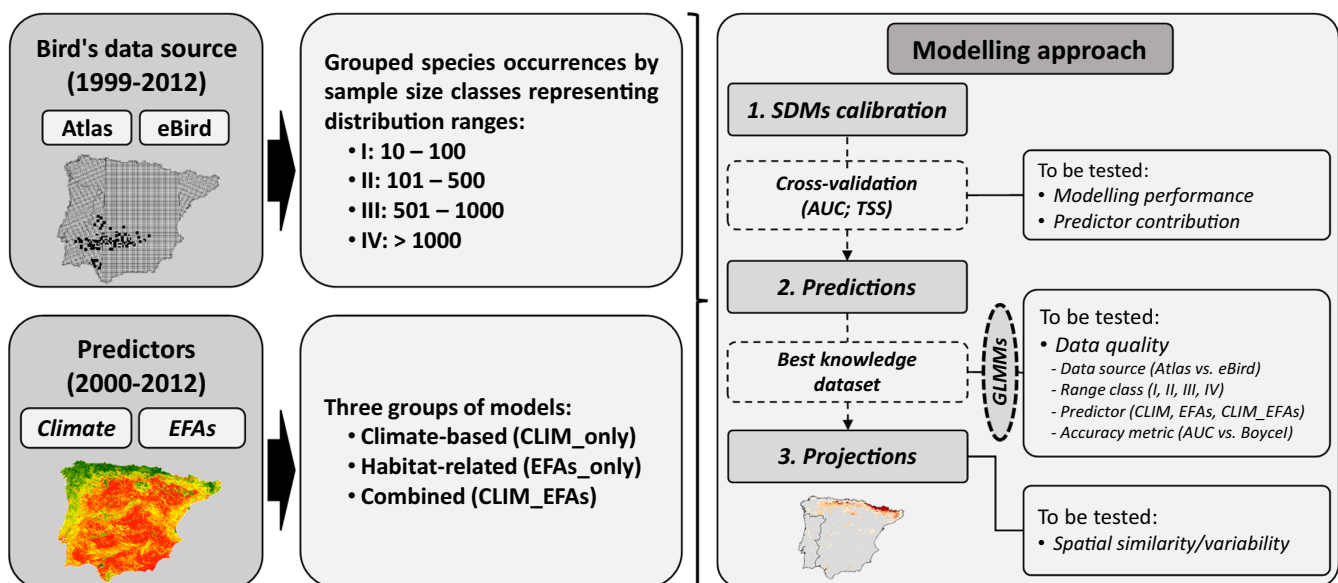 Bird's data source
(1999-2012)
Atlas
eBird
Grouped species occurrences by
sample size classes representing
distribution ranges:
• I: 10 – 100
• II: 101 – 500
• III: 501 – 1000
• IV: > 1000
Predictors
(2000-2012)
Climate
EFAs
Three groups of models:
• Climate-based (CLIM_only)
• Habitat-related (EFAs_only)
• Combined (CLIM_EFAs)
Modelling approach
1. SDMs calibration
Cross-validation
(AUC; TSS)
To be tested:
• Modelling performance
• Predictor contribution
2. Predictions
Best knowledge
dataset
GLMMs
To be tested:
• Data quality
- Data source (Atlas vs. eBird)
- Range class (I, II, III, IV)
- Predictor (CLIM, EFAs, CLIM_EFAs)
- Accuracy metric (AUC vs. BoyceI)
3. Projections
To be tested:
• Spatial similarity/variability